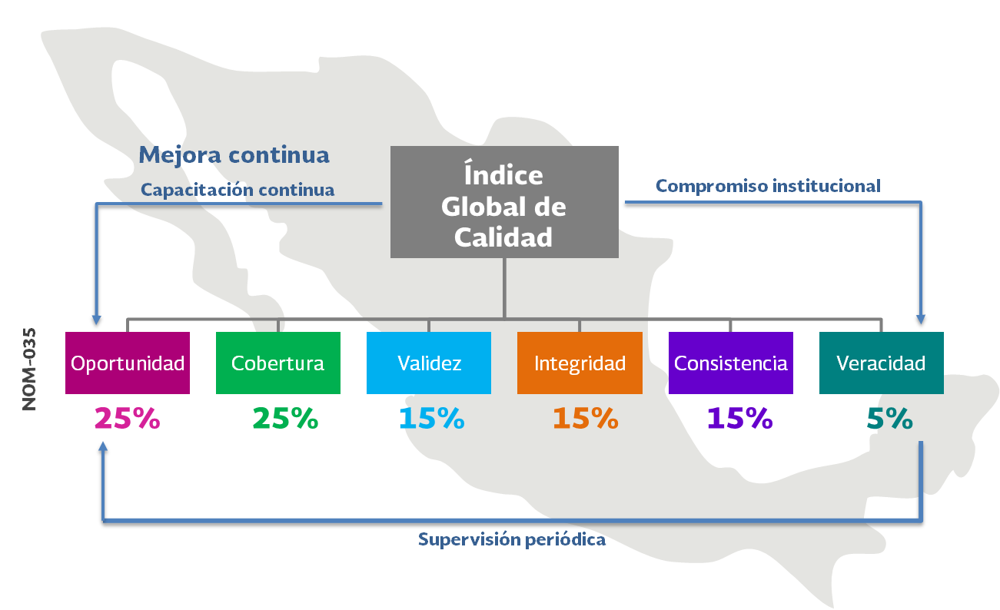 Mejora continua
Capacitación continua
Índice
Global de
Calidad
Compromiso institucional
NOM-035
Oportunidad
Cobertura
Validez
Integridad
Consistencia
Veracidad
25%
25%
15%
15%
15%
5%
Supervisión periódica